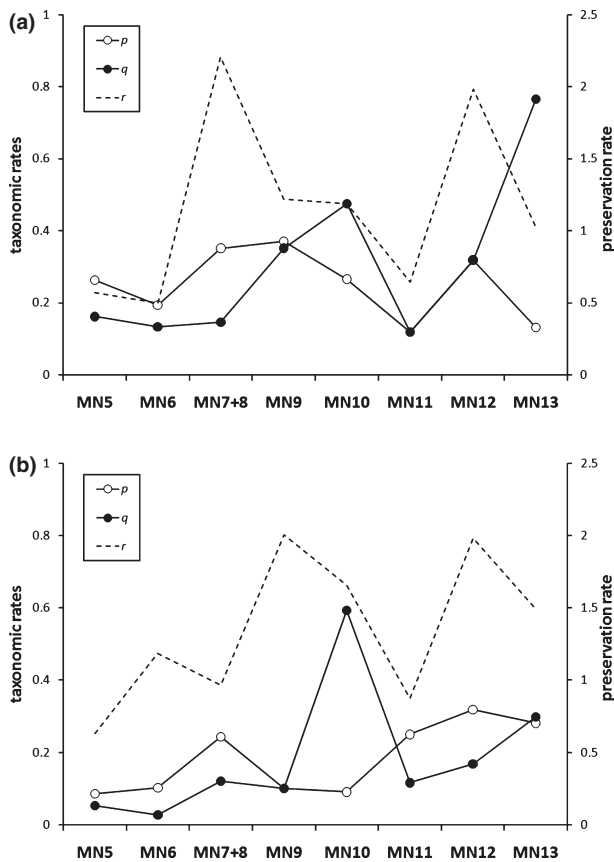 (a)
1
0.8
0.6
0.4
0.2
0
taxonomic rates
p
q
r
2.5
2
1.5
1
0.5
0
preservation rate
MN5 MN6 MN7+8 MN9 MN10 MN11 MN12 MN13
(b)
1
0.8
0.6
0.4
0.2
0
taxonomic rates
p
q
r
2.5
2
1.5
1
0.5
0
preservation rate
MN5 MN6 MN7+8 MN9 MN10 MN11 MN12 MN13